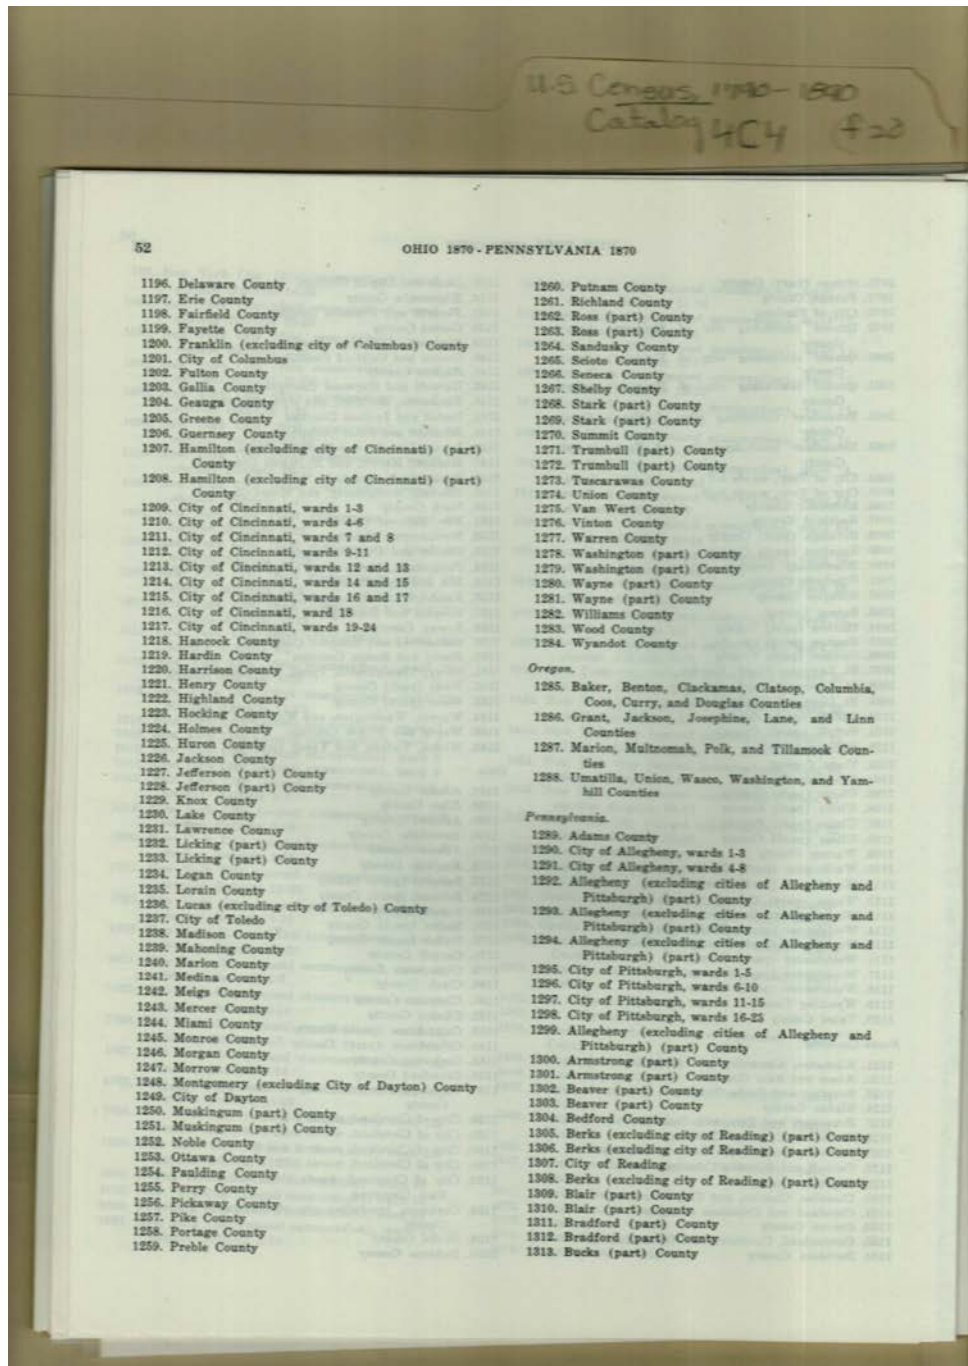 U.S. Census, 1790-1890
Catalog 4C4 f23
52
OHIO 1870 - PENNSYLVANIA 1870
1196. Delaware County
1197. Erie County
1198. Fairfield County
1199. Fayette County
1200. Franklin (excluding city of Columbus) County
1201. City of Columbus
1202. Fulton County
1203. Gallia County
1204. Geauga County
1205. Greene County
1206. Guernsey County
1207. Hamilton (excluding city of Cincinnati) (part)
County
1208. Hamilton (excluding city of Cincinnati) (part)
County
1209. City of Cincinnati, wards 1-3
1210. City of Cincinnati, wards 4-6
1211. City of Cincinnati, wards 7 and 8
1212. City of Cincinnati, wards 9-11
1213. City of Cincinnati, wards 12 and 13
1214. City of Cincinnati, wards 14 and 15
1215. City of Cincinnati, wards 16 and 17
1216. City of Cincinnati, ward 18
1217. City of Cincinnati, wards 19-24
1218. Hancock County
1219. Hardin County
1220. Harrison County
1221. Henry County
1222. Highland County
1223. Hocking County
1224. Holmes County
1225. Huron County
1226. Jackson County
1227. Jefferson (part) County
1228. Jefferson (part) County
1229. Knox County
1230. Lake County
1231. Lawrence County
1232. Licking (part) County
1233. Licking (part) County
1234. Logan County
1235. Lorain County
1236. Lucas (excluding city of Toledo) County
1237. City of Toledo
1238. Madison County
1239. Mahoning County
1240. Marion County
1241. Medina County
1242. Meigs County
1243. Mercer County
1244. Miami County
1245. Monroe County
1246. Morgan County
1247. Morrow County
1248. Montgomery (excluding City of Dayton) County
1249. City of Dayton
1250. Muskingum (part) County
1251. Muskingum (part) County
1252. Noble County
1253. Ottawa County
1254. Paulding County
1255. Perry County
1256. Pickaway County
1257. Pike County
1258. Portage County
1259. Preble County
1260. Putnam County
1261. Richland County
1262. Ross (part) County
1263. Ross (part) County
1264. Sandusky County
1265. Scioto County
1266. Seneca County
1267. Shelby County
1268. Stark (part) County
1269. Stark (part) County
1270. Summit County
1271. Trumbull (part) County
1272. Trumbull (part) County
1273. Tuscarawas County
1274. Union County
1275. Van Wert County
1276. Vinton County
1277. Warren County
1278. Washington (part) County
1279. Washington (part) County
1280. Wayne (part) County
1281. Wayne (part) County
1282. Williams County
1283. Wood County
1284. Wyandot County
Oregon.
1285. Baker, Benton, Clackamas, Clatsop, Columbia,
Coos, Curry, and Douglas Counties
1286. Grant, Jackson, Josephine, Lane, and Linn
Counties
1287. Marion, Multnomah, Polk, and Tillamook Coun-
ties
1288. Umatilla, Union, Wasco, Washington, and Yam-
hill Counties
Pennsylvania.
1289. Adams County
1290. City of Allegheny, wards 1-3
1291. City of Allegheny, wards 4-8
1292. Allegheny (excluding cities of Allegheny and
Pittsburgh) (part) County
1293. Allegheny (excluding cities of Allegheny and
Pittsburgh) (part) County
1294. Allegheny (excluding cities of Allegheny and
Pittsburgh) (part) County
1295. City of Pittsburgh, wards 1-5
1296. City of Pittsburgh, wards 6-10
1297. City of Pittsburgh, wards 11-15
1298. City of Pittsburgh, wards 16-23
1299. Allegheny (excluding cities of Allegheny and
Pittsburgh) (part) County
1300. Armstrong (part) County
1301. Armstrong (part) County
1302. Beaver (part) County
1303. Beaver (part) County
1304. Bedford County
1305. Berks (excluding city of Reading) (part) County
1306. Berks (excluding city of Reading) (part) County
1307. City of Reading
1308. Berks (excluding city of Reading) (part) County
1309. Blair (part) County
1310. Blair (part) County
1311. Bradford (part) County
1312. Bradford (part) County
1313. Bucks (part) County